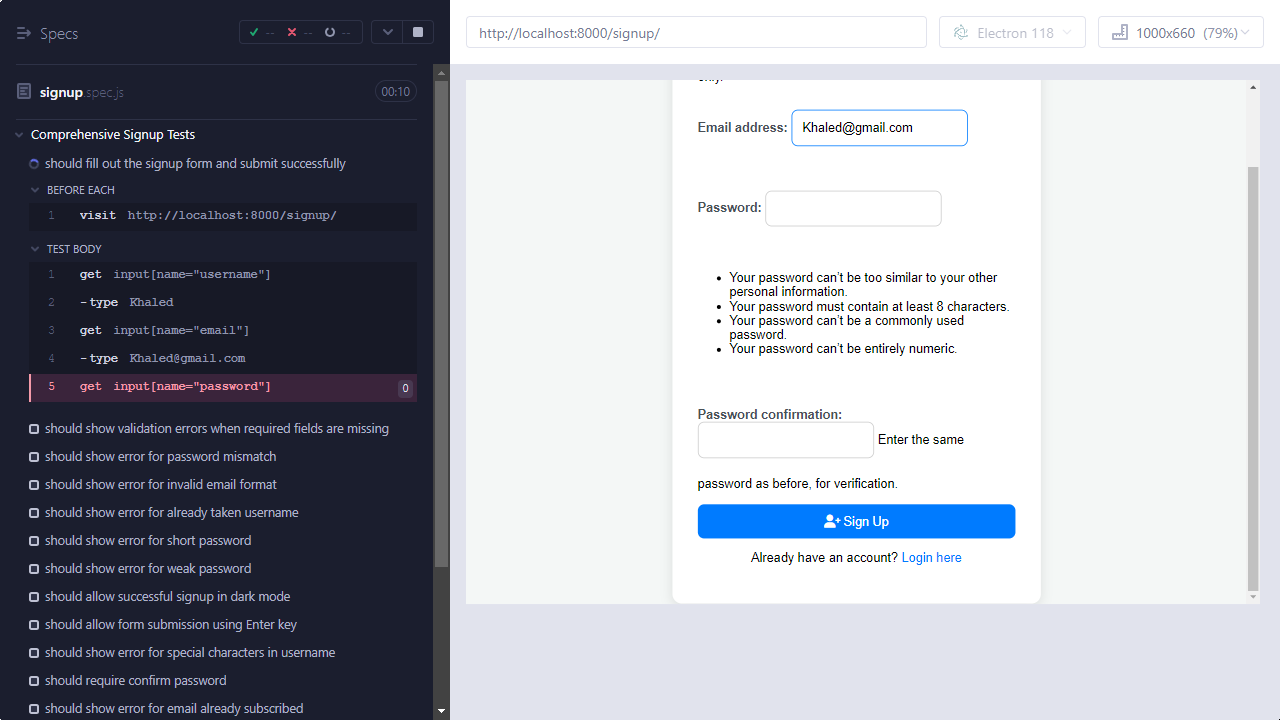 Specs
--
--
--
http://localhost:8000/signup/
Electron 118
1000x660 (79%)
signup.spec.js
00:10
Comprehensive Signup Tests
should fill out the signup form and submit successfully
BEFORE EACH
1 visit http://localhost:8000/signup/
TEST BODY
1 get input[name="username"]
2 -type Khaled
3 get input[name="email"]
4 -type Khaled@gmail.com
5 get input[name="password"] 0
should show validation errors when required fields are missing
should show error for password mismatch
should show error for invalid email format
should show error for already taken username
should show error for short password
should show error for weak password
should allow successful signup in dark mode
should allow form submission using Enter key
should show error for special characters in username
should require confirm password
should show error for email already subscribed
only.
Email address: Khaled@gmail.com
Password:
• Your password can't be too similar to your other
personal information.
• Your password must contain at least 8 characters.
• Your password can't be a commonly used
password.
• Your password can't be entirely numeric.
Password confirmation:
Enter the same
password as before, for verification.
Sign Up
Already have an account? Login here